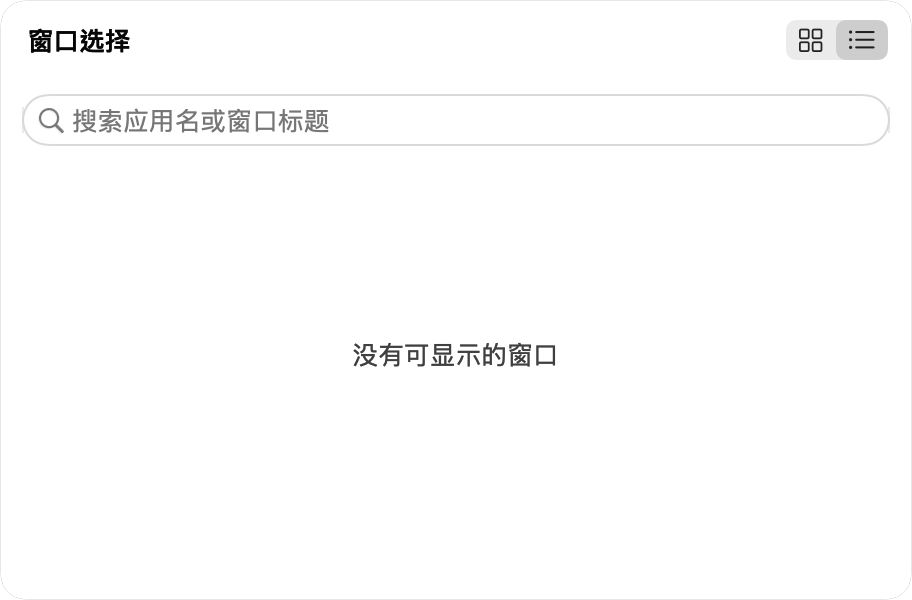 窗口选择
搜索应用名或窗口标题
没有可显示的窗口